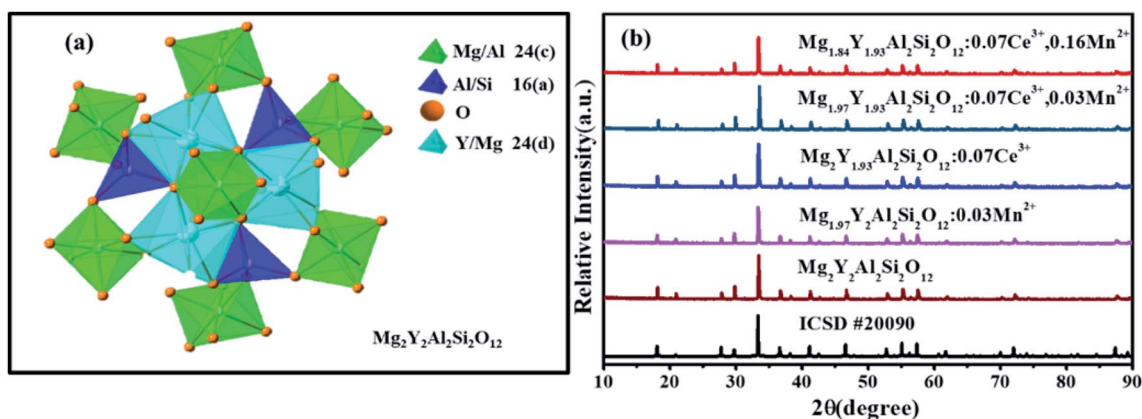 (a)
Mg/Al 24(c)
Al/Si 16(a)
O
Y/Mg 24(d)
Mg₂Y₂Al₂Si₂O₁₂
(b)
Mg₁.₈₄Y₁.₉₃Al₂Si₂O₁₂:0.07Ce³⁺,0.16Mn²⁺
Mg₁.₉₇Y₁.₉₃Al₂Si₂O₁₂:0.07Ce³⁺,0.03Mn²⁺
Mg₂Y₁.₉₃Al₂Si₂O₁₂:0.07Ce³⁺
Mg₁.₉₇Y₂Al₂Si₂O₁₂:0.03Mn²⁺
Mg₂Y₂Al₂Si₂O₁₂
ICSD #20090
Relative Intensity(a.u.)
10 20 30 40 50 60 70 80 90
2θ(degree)